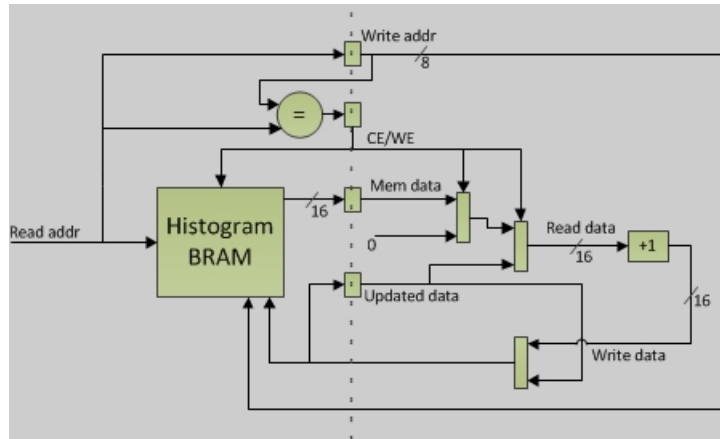 Write addr
8
=
CE/WE
Mem data
16
Read addr
Histogram
BRAM
0
Read data
16
+1
Updated data
16
Write data